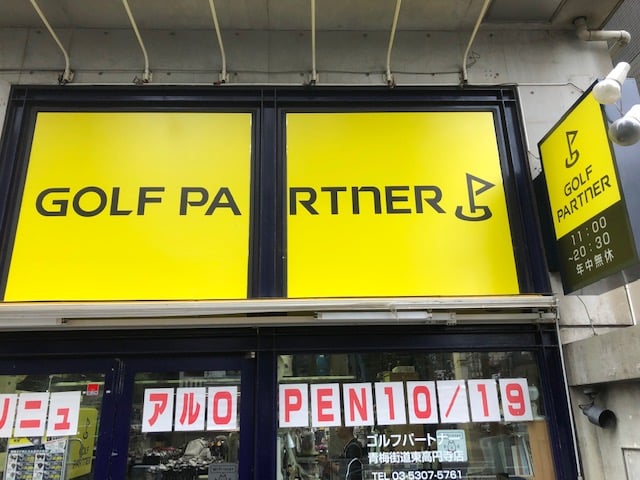 GOLF PARTNER
GOLF
PARTNER
11:00
~20:30
年中無休
リニュアルOPEN10/19
ゴルフパートナー
青梅街道東高円寺店
TEL 03-5307-5761